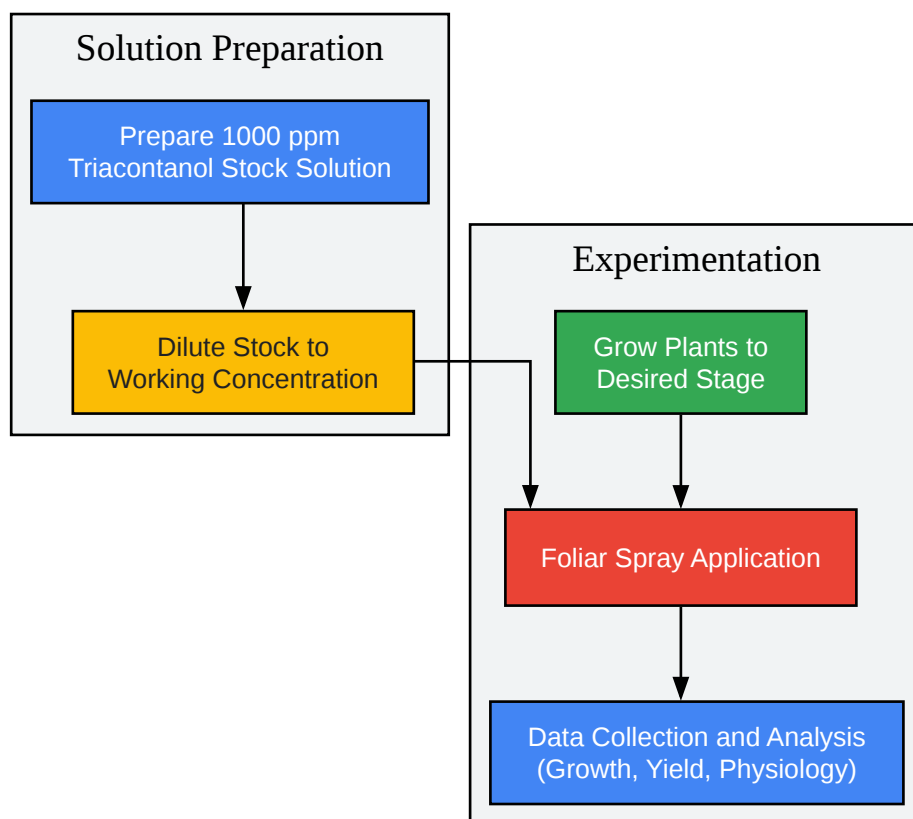 Solution Preparation
Prepare 1000 ppm
Triacontanol Stock Solution
Dilute Stock to
Working Concentration
Experimentation
Grow Plants to
Desired Stage
Foliar Spray Application
Data Collection and Analysis
(Growth, Yield, Physiology)